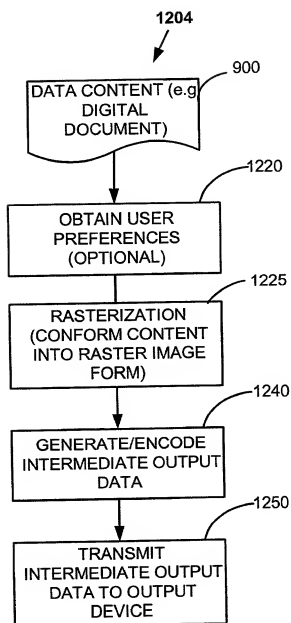 1204
900
DATA CONTENT (e.g
DIGITAL
DOCUMENT)
1220
OBTAIN USER
PREFERENCES
(OPTIONAL)
1225
RASTERIZATION
(CONFORM CONTENT
INTO RASTER IMAGE
FORM)
1240
GENERATE/ENCODE
INTERMEDIATE OUTPUT
DATA
1250
TRANSMIT
INTERMEDIATE OUTPUT
DATA TO OUTPUT
DEVICE